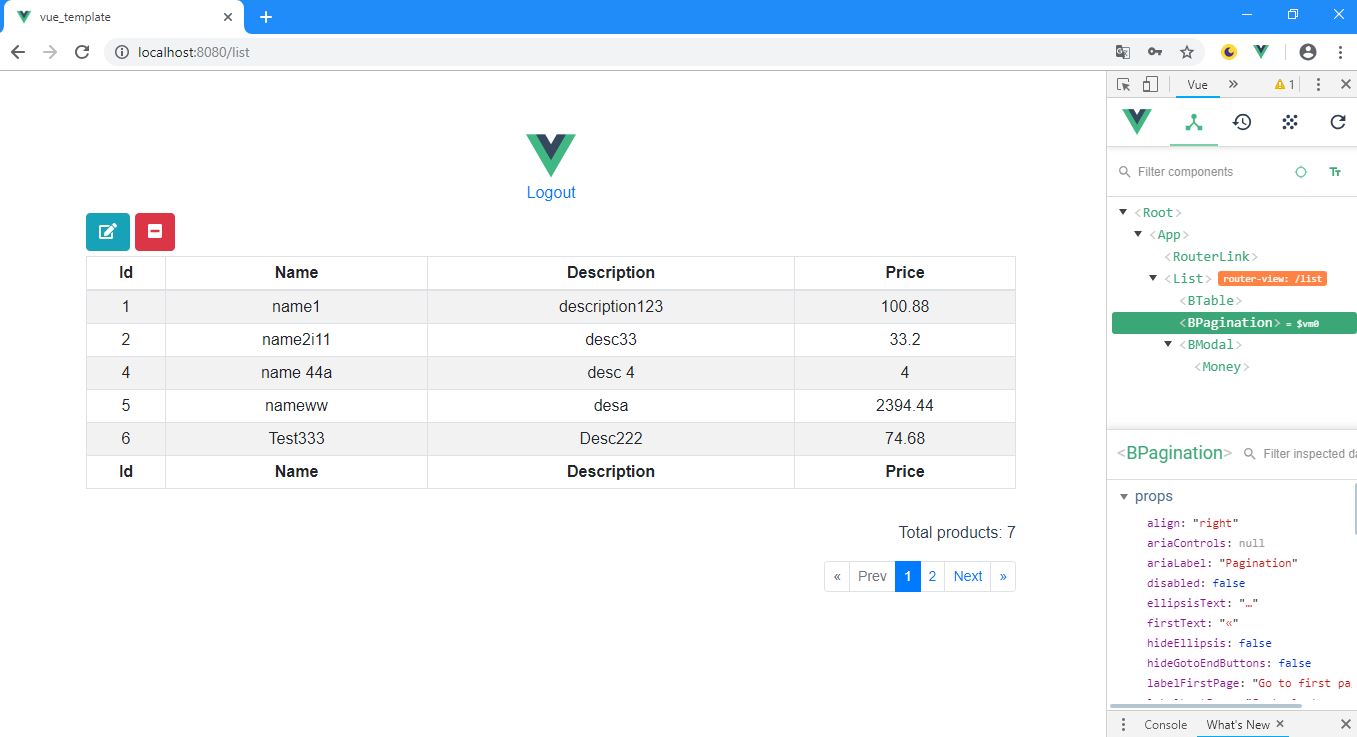 vue_template
localhost:8080/list
Logout
Id Name Description Price
1 name1 description123 100.88
2 name2i11 desc33 33.2
4 name 44a desc 4 4
5 nameww desa 2394.44
6 Test333 Desc222 74.68
Id Name Description Price
Total products: 7
« Prev 1 2 Next »
Vue » 1
Filter components
<Root>
<App>
<RouterLink>
<List> router-view: /list
<BTable>
<BPagination> = $vm0
<BModal>
<Money>
<BPagination> Filter inspected da
props
align: "right"
ariaControls: null
ariaLabel: "Pagination"
disabled: false
ellipsisText: "…"
firstText: "«"
hideEllipsis: false
hideGotoEndButtons: false
labelFirstPage: "Go to first pa
Console What's New